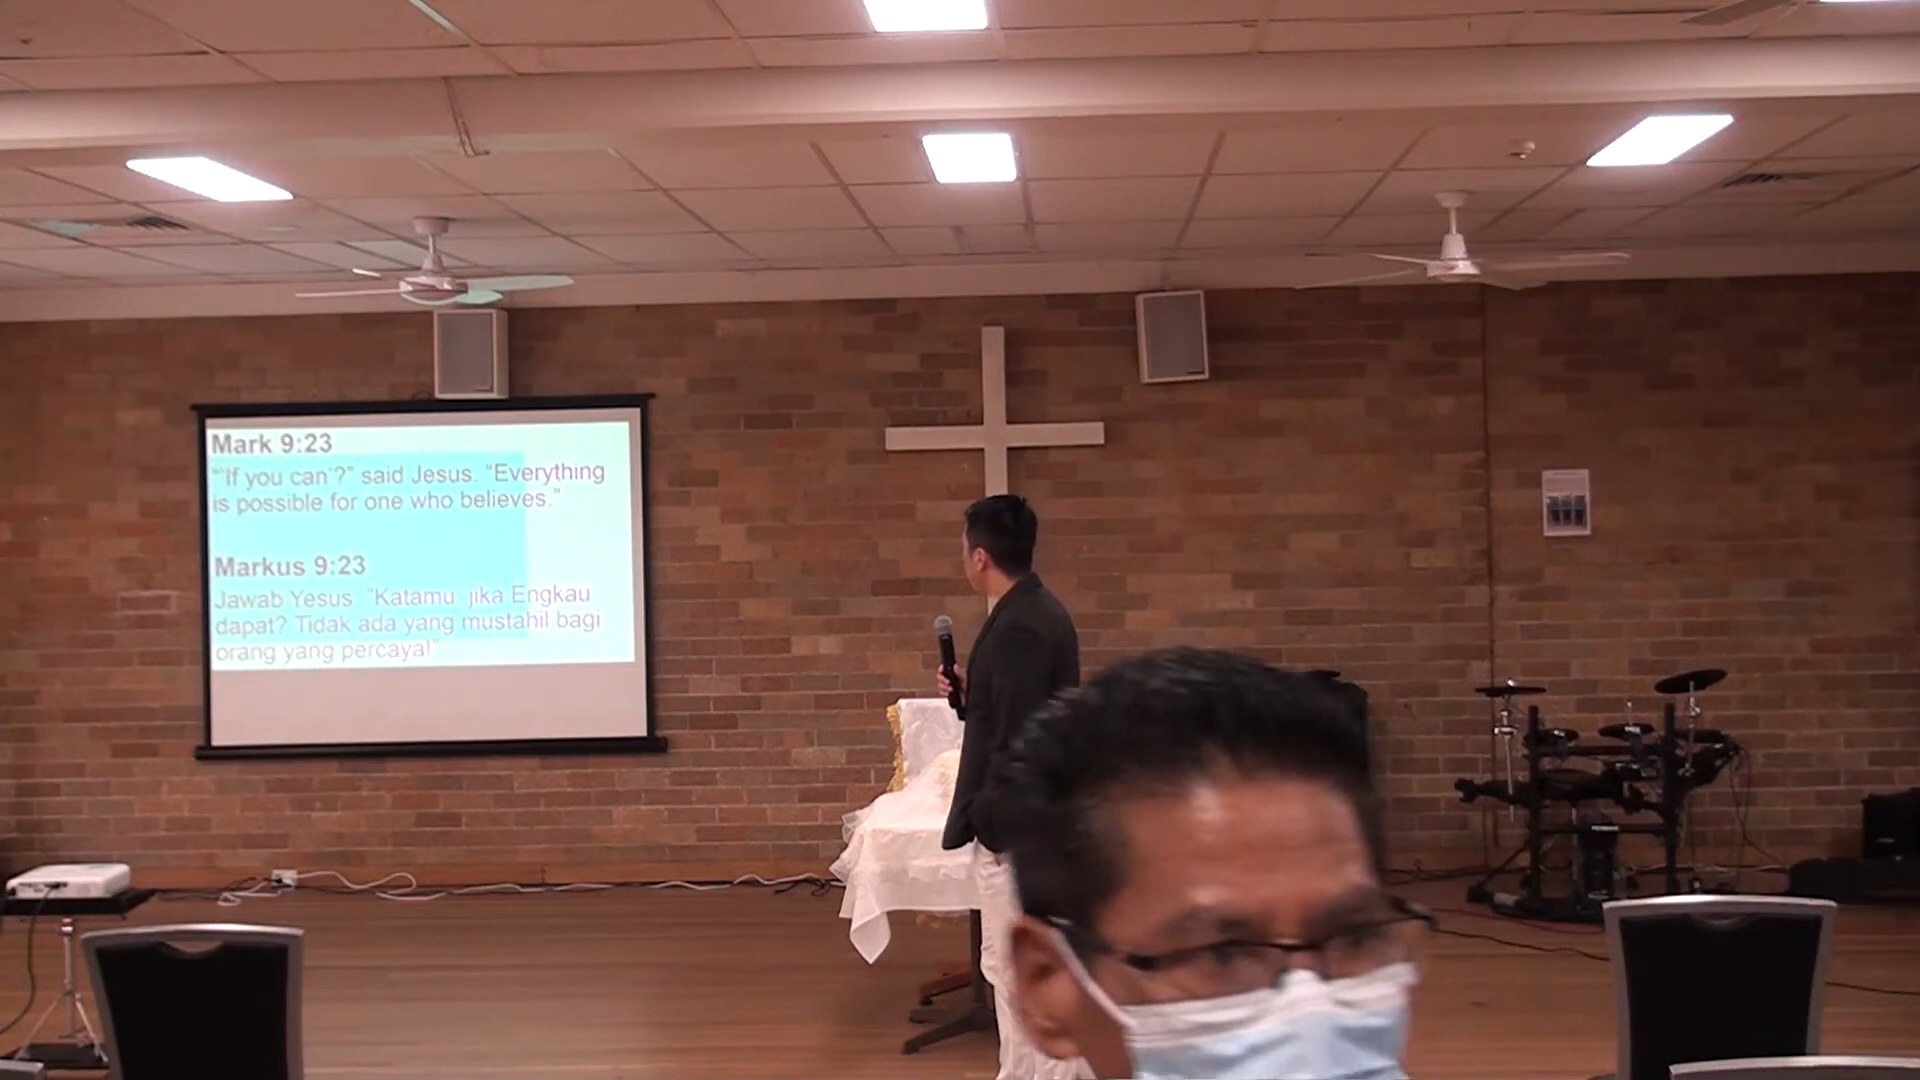 Mark 9:23
“‘If you can’?” said Jesus. “Everything
is possible for one who believes.”
Markus 9:23
Jawab Yesus: “Katamu: jika Engkau
dapat? Tidak ada yang mustahil bagi
orang yang percaya!”